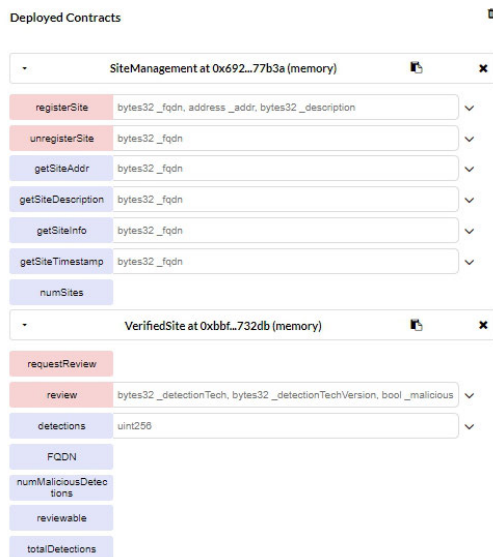 Deployed Contracts
SiteManagement at 0x692...77b3a (memory)
registerSite bytes32 _fqdn, address _addr, bytes32 _description
unregisterSite bytes32 _fqdn
getSiteAddr bytes32 _fqdn
getSiteDescription bytes32 _fqdn
getSiteInfo bytes32 _fqdn
getSiteTimestamp bytes32 _fqdn
numSites
VerifiedSite at 0xbbf...732db (memory)
requestReview
review bytes32 _detectionTech, bytes32 _detectionTechVersion, bool _malicious
detections uint256
FQDN
numMaliciousDetec
tions
reviewable
totalDetections